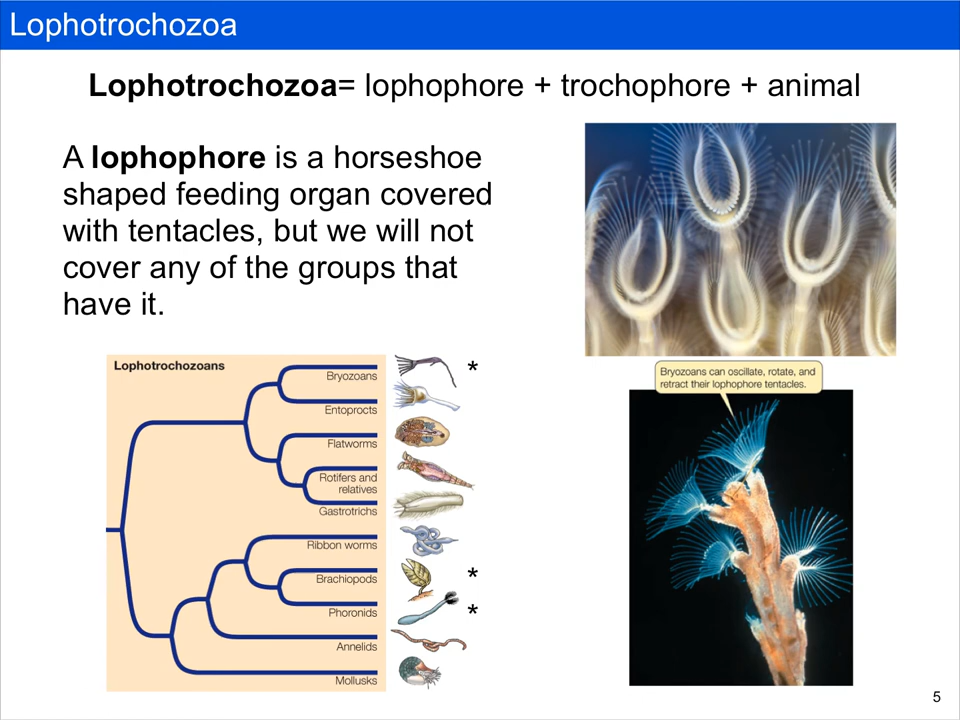 Lophotrochozoa
Lophotrochozoa= lophophore + trochophore + animal
A lophophore is a horseshoe
shaped feeding organ covered
with tentacles, but we will not
cover any of the groups that
have it.
Lophotrochozoans
Bryozoans
*
Entoprocts
Flatworms
Rotifers and
relatives
Gastrotrichs
Ribbon worms
Brachiopods
*
Phoronids
*
Annelids
Mollusks
Bryozoans can oscillate, rotate, and
retract their lophophore tentacles.
5